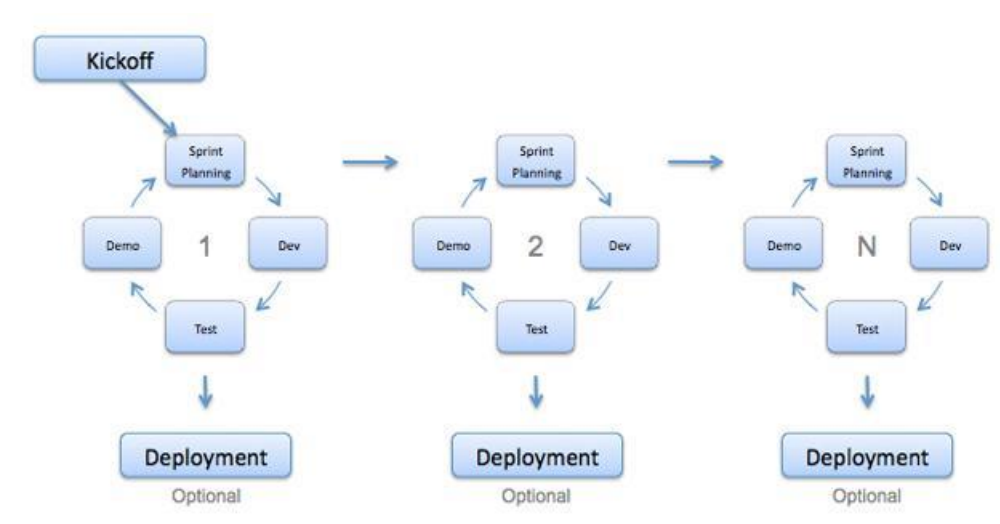 Kickoff
Sprint
Planning
Demo
1
Dev
Test
Deployment
Optional
Sprint
Planning
Demo
2
Dev
Test
Deployment
Optional
Sprint
Planning
Demo
N
Dev
Test
Deployment
Optional